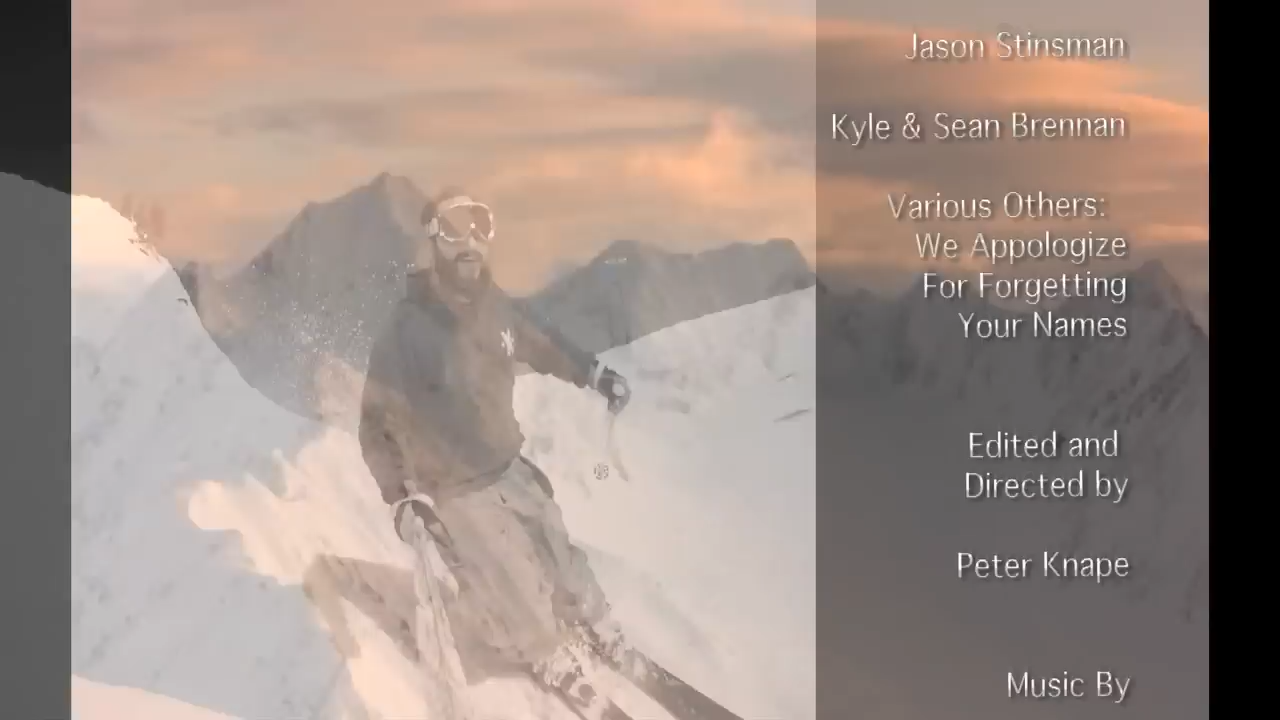 Jason Stinsman
Kyle & Sean Brennan
Various Others:
We Appologize
For Forgetting
Your Names
Edited and
Directed by
Peter Knape
Music By